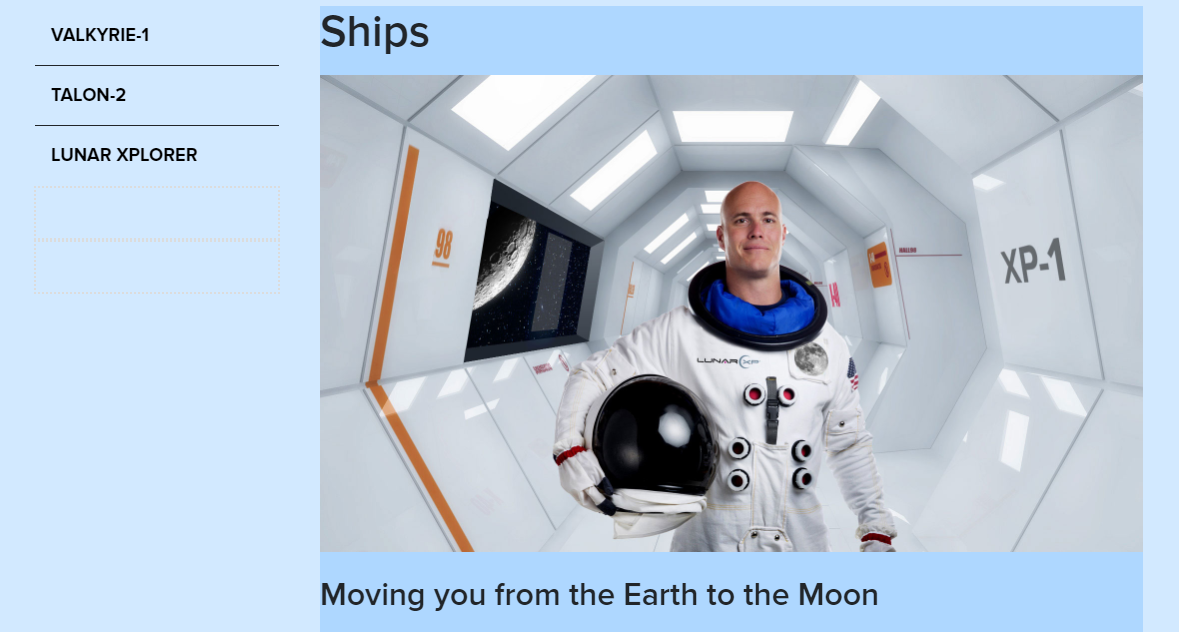 VALKYRIE-1
TALON-2
LUNAR XPLORER
Ships
98
XP-1
LUNAR XP
Moving you from the Earth to the Moon